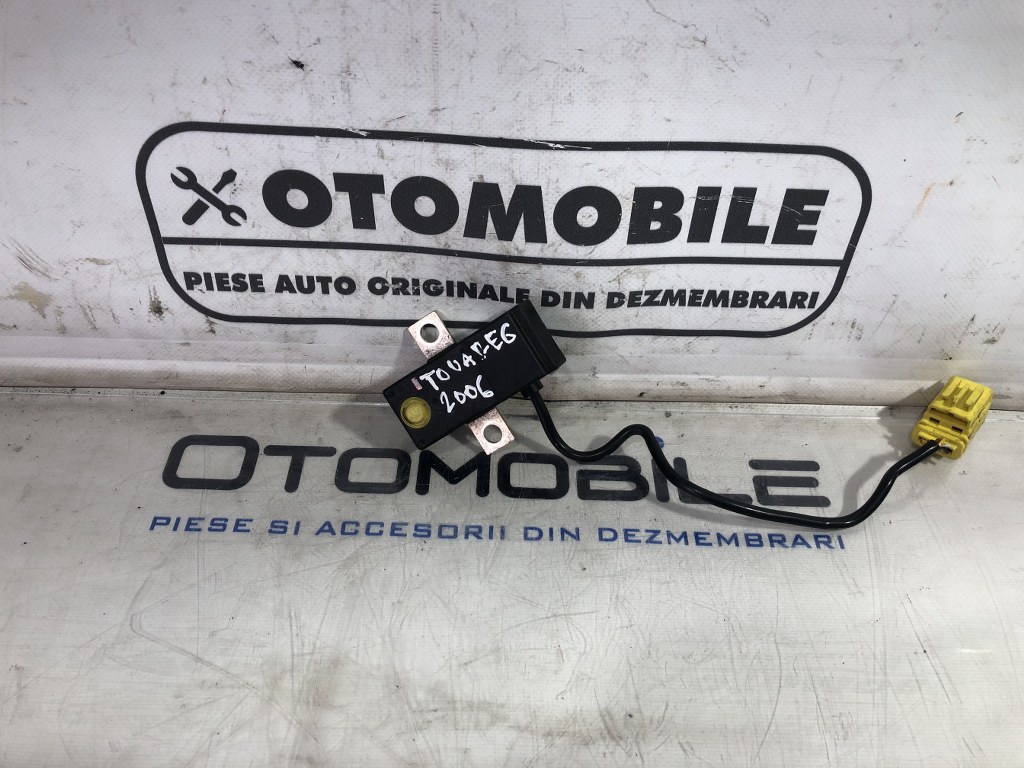 OTOMOBILE
PIESE AUTO ORIGINALE DIN DEZMEMBRARI
TOUAREG
2006
OTOMOBILE
PIESE SI ACCESORII DIN DEZMEMBRARI